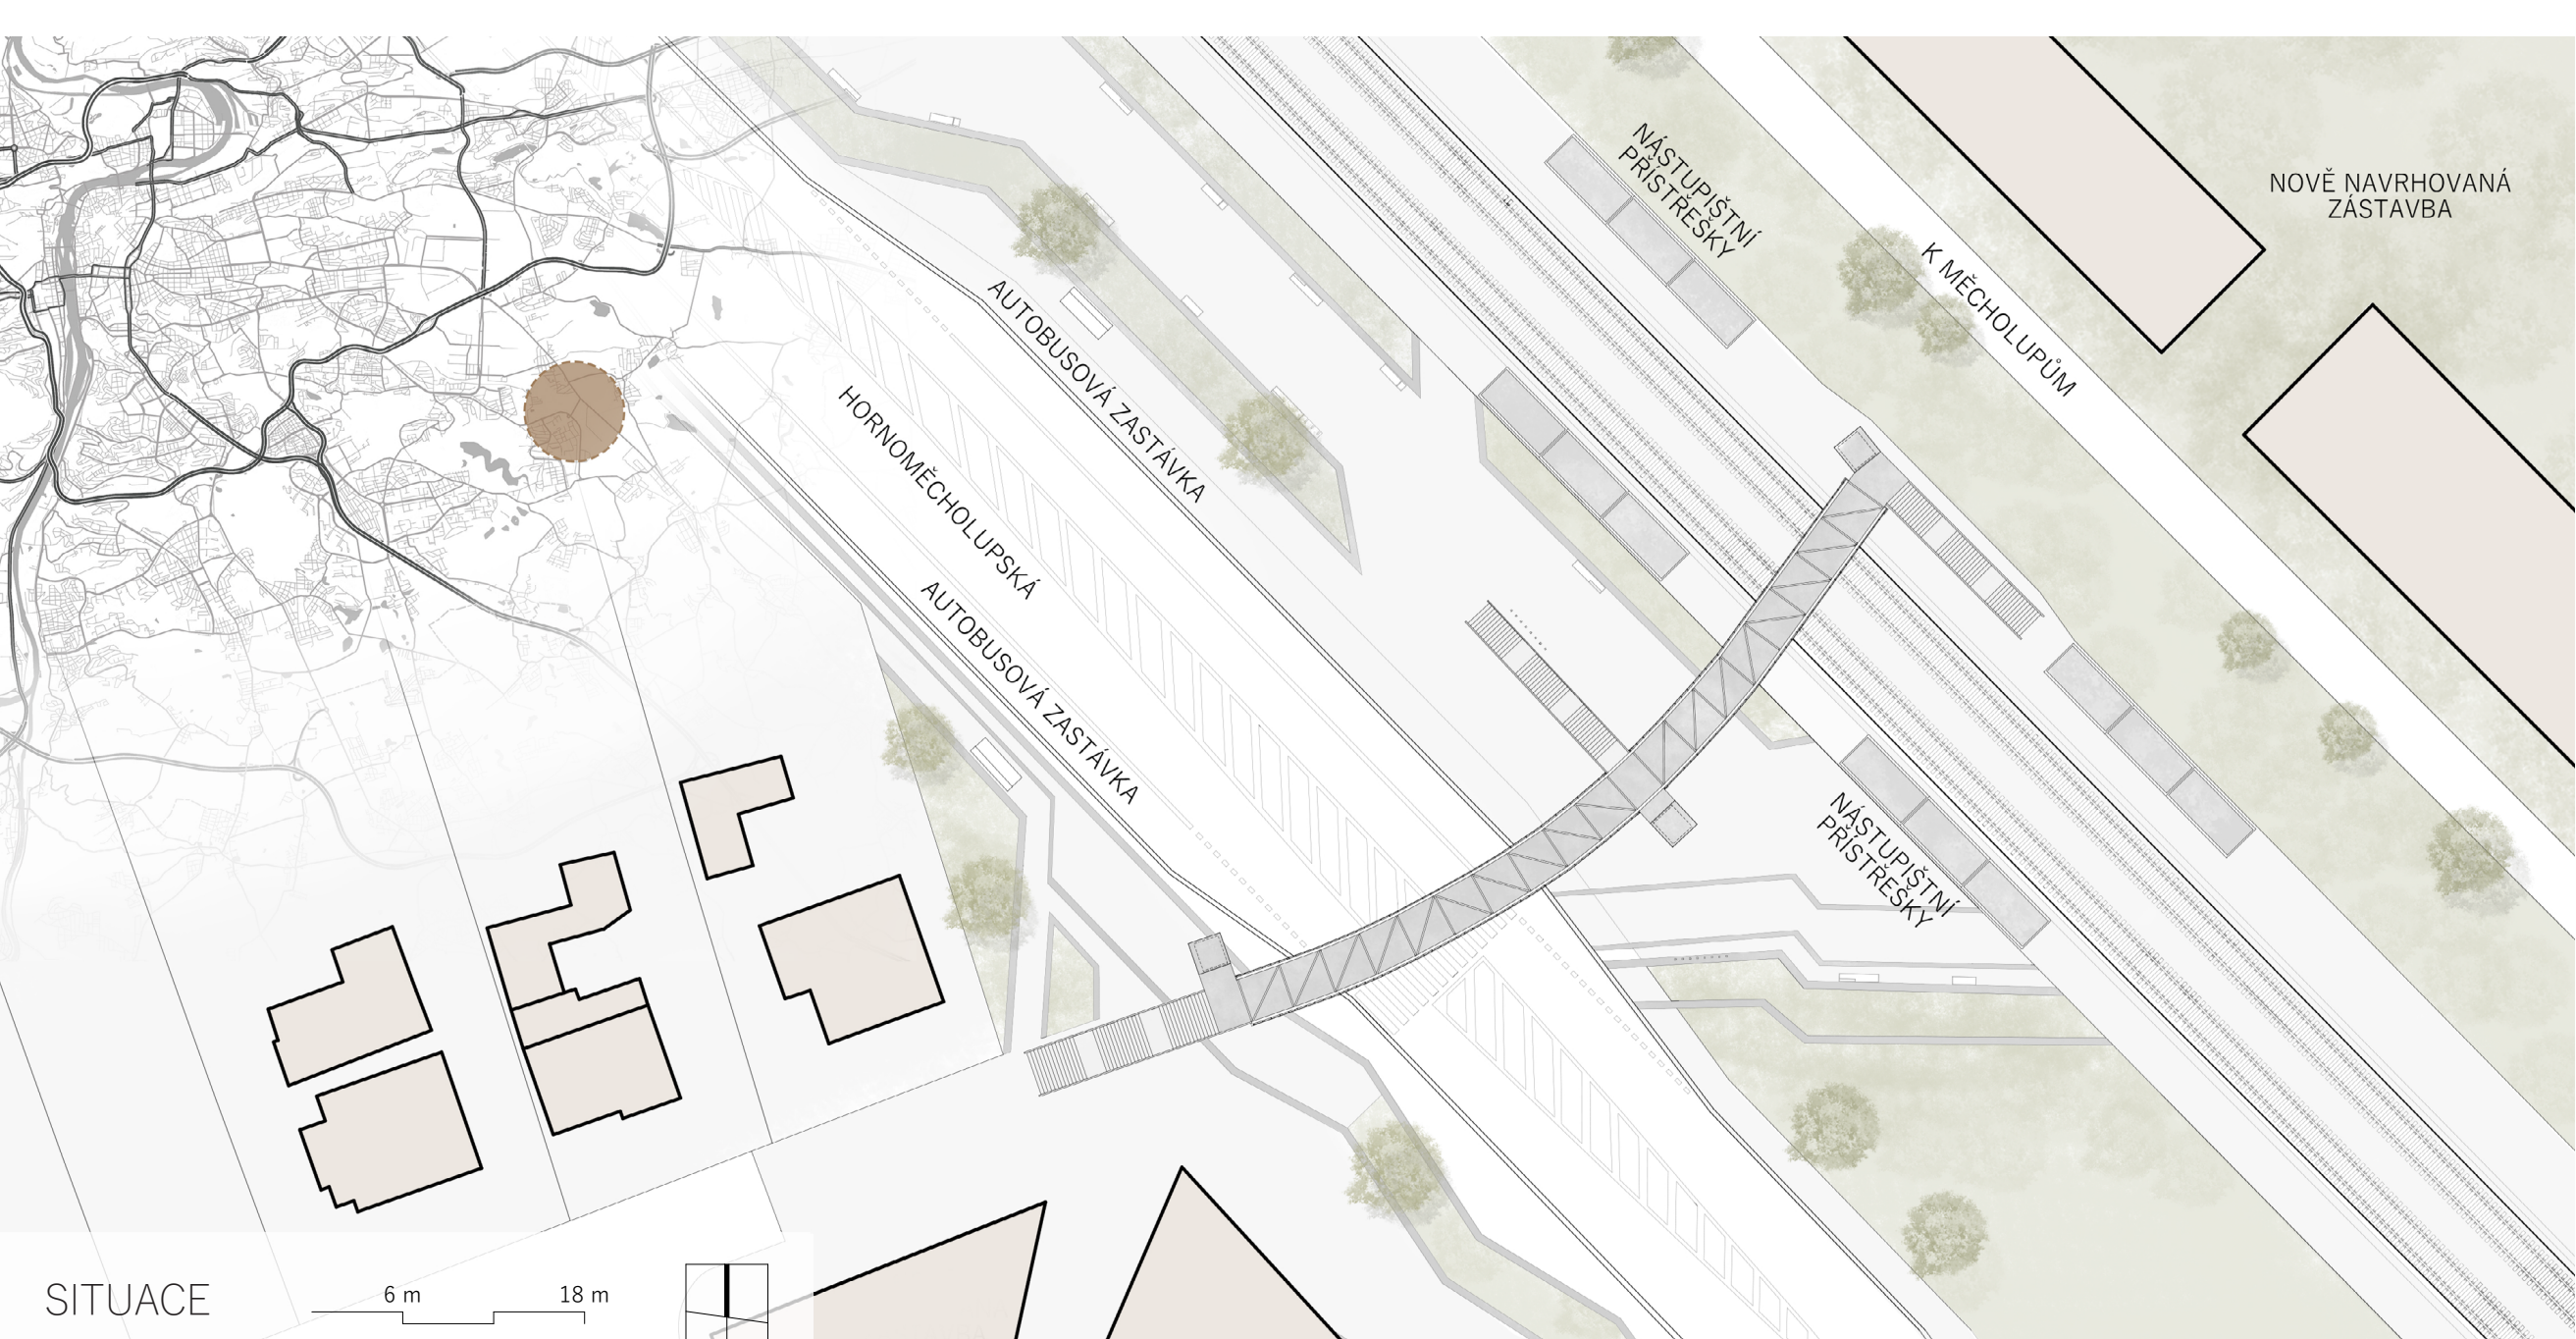 NÁSTUPIŠTNÍ
PŘÍSTŘEŠKY
NOVĚ NAVRHOVANÁ
ZÁSTAVBA
K MĚCHOLUPŮM
AUTOBUSOVÁ ZASTÁVKA
HORNOMĚCHOLUPSKÁ
AUTOBUSOVÁ ZASTÁVKA
NÁSTUPIŠTNÍ
PŘÍSTŘEŠKY
SITUACE
6 m
18 m